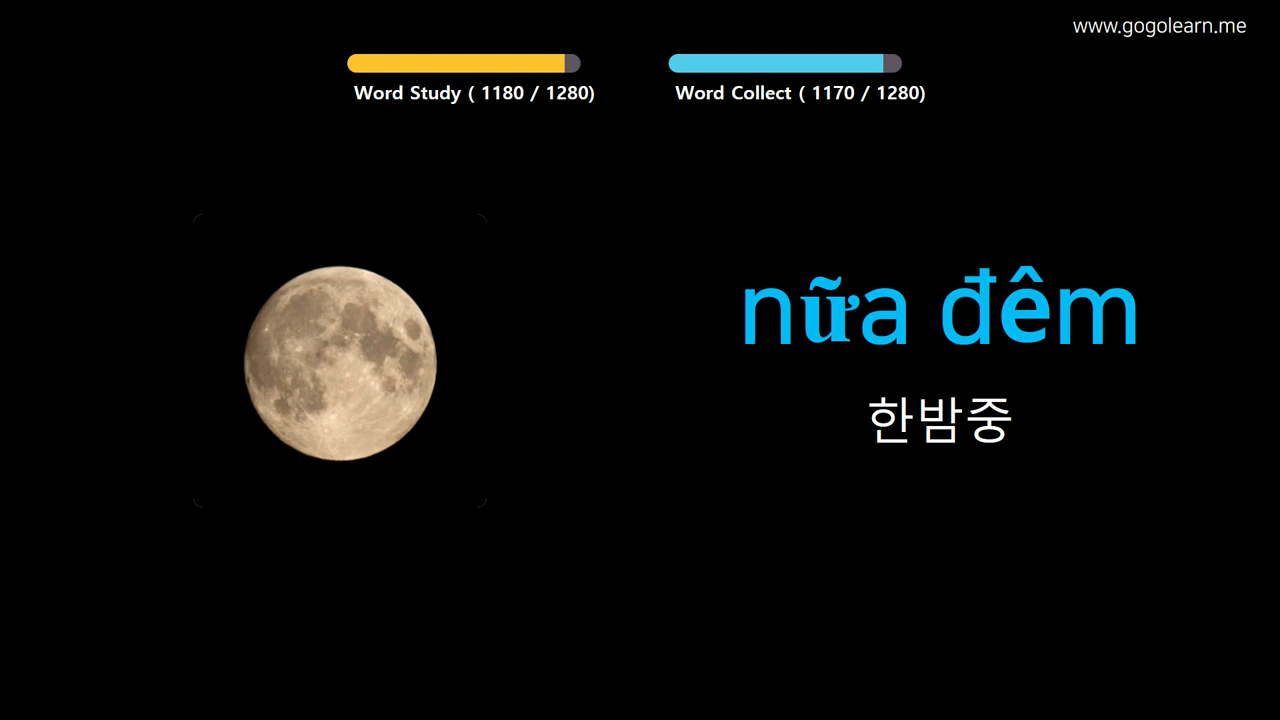 www.gogolearn.me
Word Study ( 1180 / 1280)
Word Collect ( 1170 / 1280)
nữa đêm
한밤중